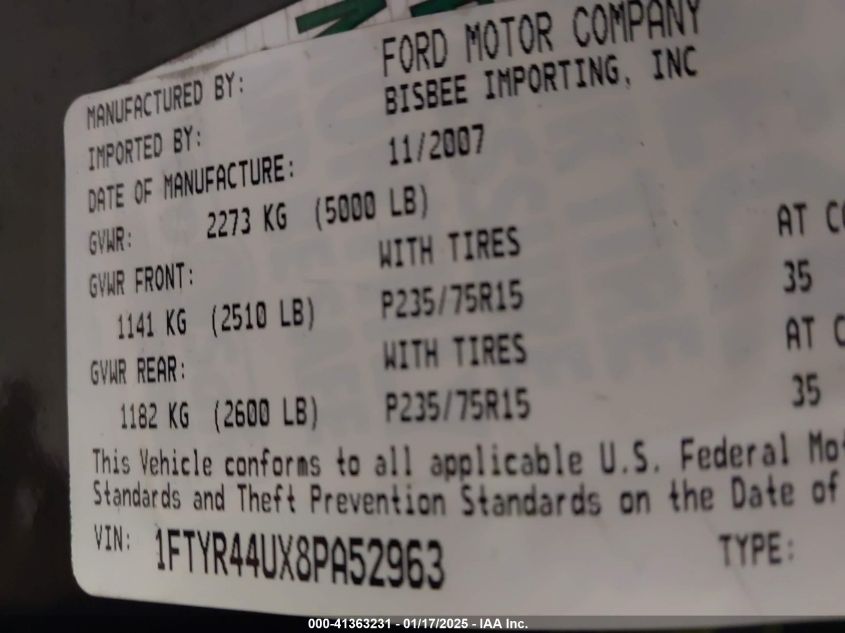 MANUFACTURED BY: FORD MOTOR COMPANY
IMPORTED BY: BISBEE IMPORTING, INC
DATE OF MANUFACTURE: 11/2007
GVWR: 2273 KG (5000 LB)
GVWR FRONT: WITH TIRES AT CO
1141 KG (2510 LB) P235/75R15 35
GVWR REAR: WITH TIRES AT C
1182 KG (2600 LB) P235/75R15 35
This Vehicle conforms to all applicable U.S. Federal Mot
Standards and Theft Prevention Standards on the Date of
VIN: 1FTYR44UX8PA52963 TYPE:
000-41363231 - 01/17/2025 - IAA Inc.